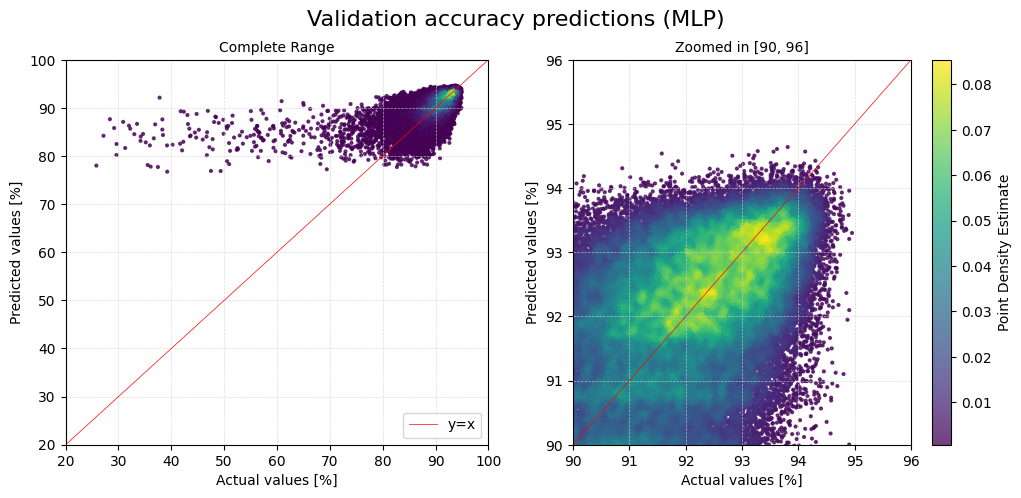 Validation accuracy predictions (MLP)
Complete Range
Predicted values [%]
100
90
80
70
60
50
40
30
20
20 30 40 50 60 70 80 90 100
Actual values [%]
y=x
Zoomed in [90, 96]
Predicted values [%]
96
95
94
93
92
91
90
90 91 92 93 94 95 96
Actual values [%]
0.08
0.07
0.06
0.05
0.04
0.03
0.02
0.01
Point Density Estimate